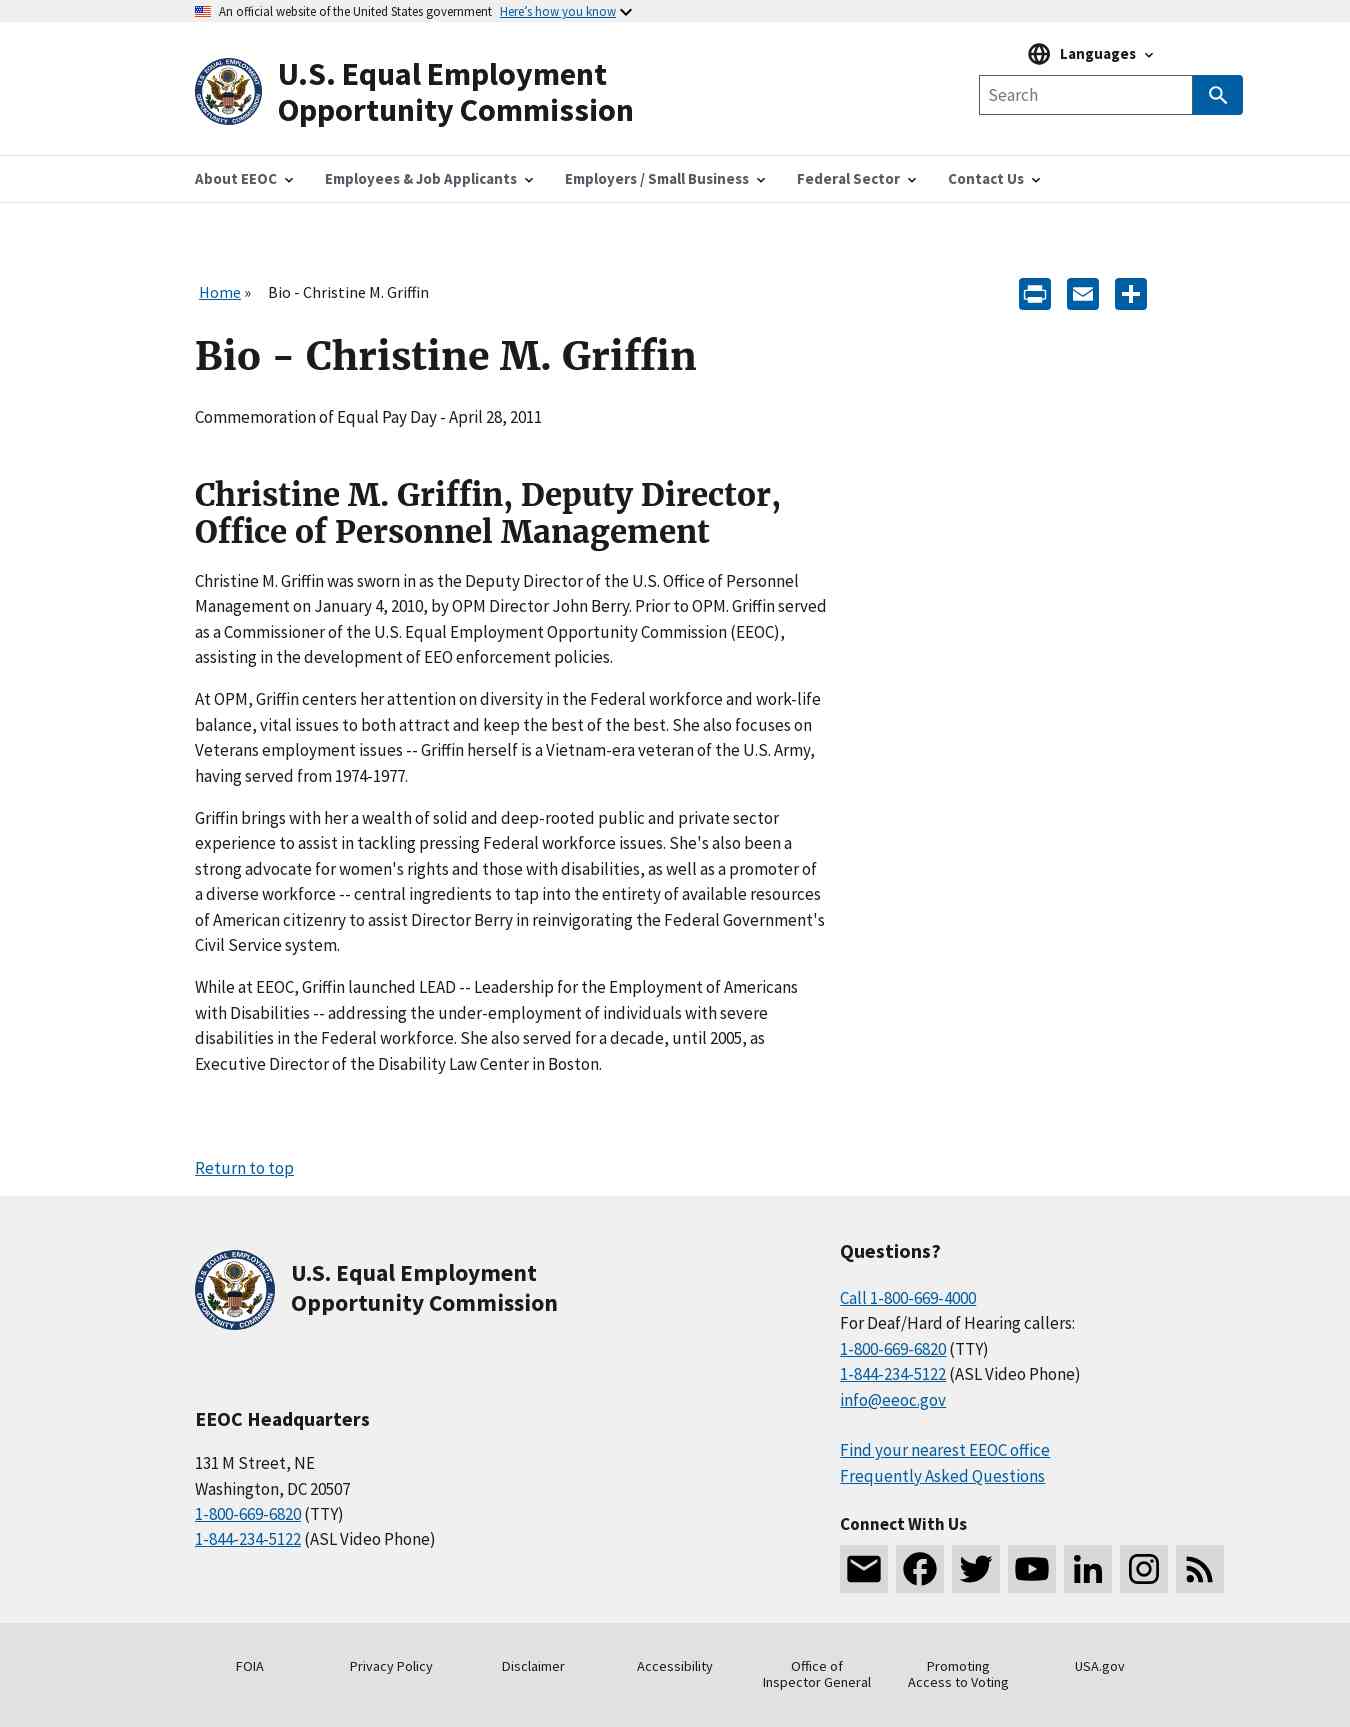 An official website of the United States government Here’s how you know
U.S. Equal Employment
Opportunity Commission
Languages
Search
About EEOC
Employees & Job Applicants
Employers / Small Business
Federal Sector
Contact Us
Home » Bio - Christine M. Griffin
Bio - Christine M. Griffin
Commemoration of Equal Pay Day - April 28, 2011
Christine M. Griffin, Deputy Director,
Office of Personnel Management
Christine M. Griffin was sworn in as the Deputy Director of the U.S. Office of Personnel
Management on January 4, 2010, by OPM Director John Berry. Prior to OPM. Griffin served
as a Commissioner of the U.S. Equal Employment Opportunity Commission (EEOC),
assisting in the development of EEO enforcement policies.
At OPM, Griffin centers her attention on diversity in the Federal workforce and work-life
balance, vital issues to both attract and keep the best of the best. She also focuses on
Veterans employment issues -- Griffin herself is a Vietnam-era veteran of the U.S. Army,
having served from 1974-1977.
Griffin brings with her a wealth of solid and deep-rooted public and private sector
experience to assist in tackling pressing Federal workforce issues. She's also been a
strong advocate for women's rights and those with disabilities, as well as a promoter of
a diverse workforce -- central ingredients to tap into the entirety of available resources
of American citizenry to assist Director Berry in reinvigorating the Federal Government's
Civil Service system.
While at EEOC, Griffin launched LEAD -- Leadership for the Employment of Americans
with Disabilities -- addressing the under-employment of individuals with severe
disabilities in the Federal workforce. She also served for a decade, until 2005, as
Executive Director of the Disability Law Center in Boston.
Return to top
U.S. Equal Employment
Opportunity Commission
EEOC Headquarters
131 M Street, NE
Washington, DC 20507
1-800-669-6820 (TTY)
1-844-234-5122 (ASL Video Phone)
Questions?
Call 1-800-669-4000
For Deaf/Hard of Hearing callers:
1-800-669-6820 (TTY)
1-844-234-5122 (ASL Video Phone)
info@eeoc.gov
Find your nearest EEOC office
Frequently Asked Questions
Connect With Us
FOIA
Privacy Policy
Disclaimer
Accessibility
Office of
Inspector General
Promoting
Access to Voting
USA.gov